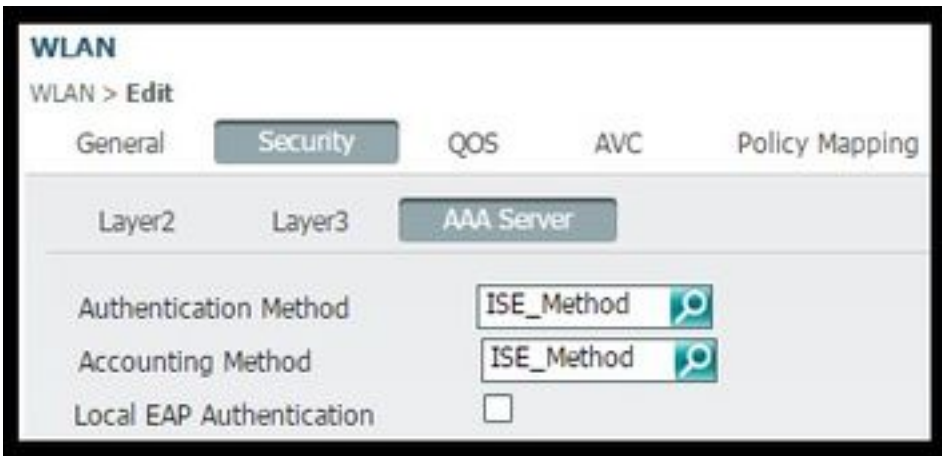 WLAN
WLAN > Edit
General Security QOS AVC Policy Mapping
Layer2 Layer3 AAA Server
Authentication Method ISE_Method
Accounting Method ISE_Method
Local EAP Authentication